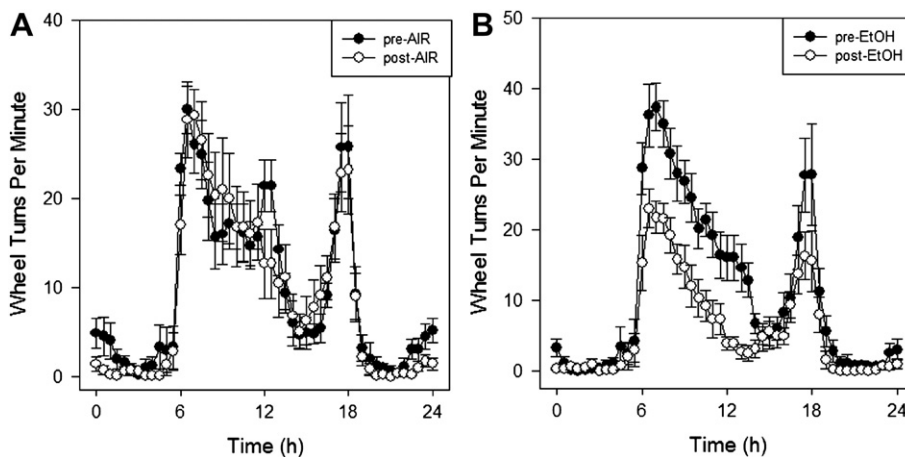 A
pre-AIR
post-AIR
40
30
20
10
0
Wheel Turns Per Minute
0 6 12 18 24
Time (h)
B
pre-EtOH
post-EtOH
50
40
30
20
10
0
Wheel Turns Per Minute
0 6 12 18 24
Time (h)